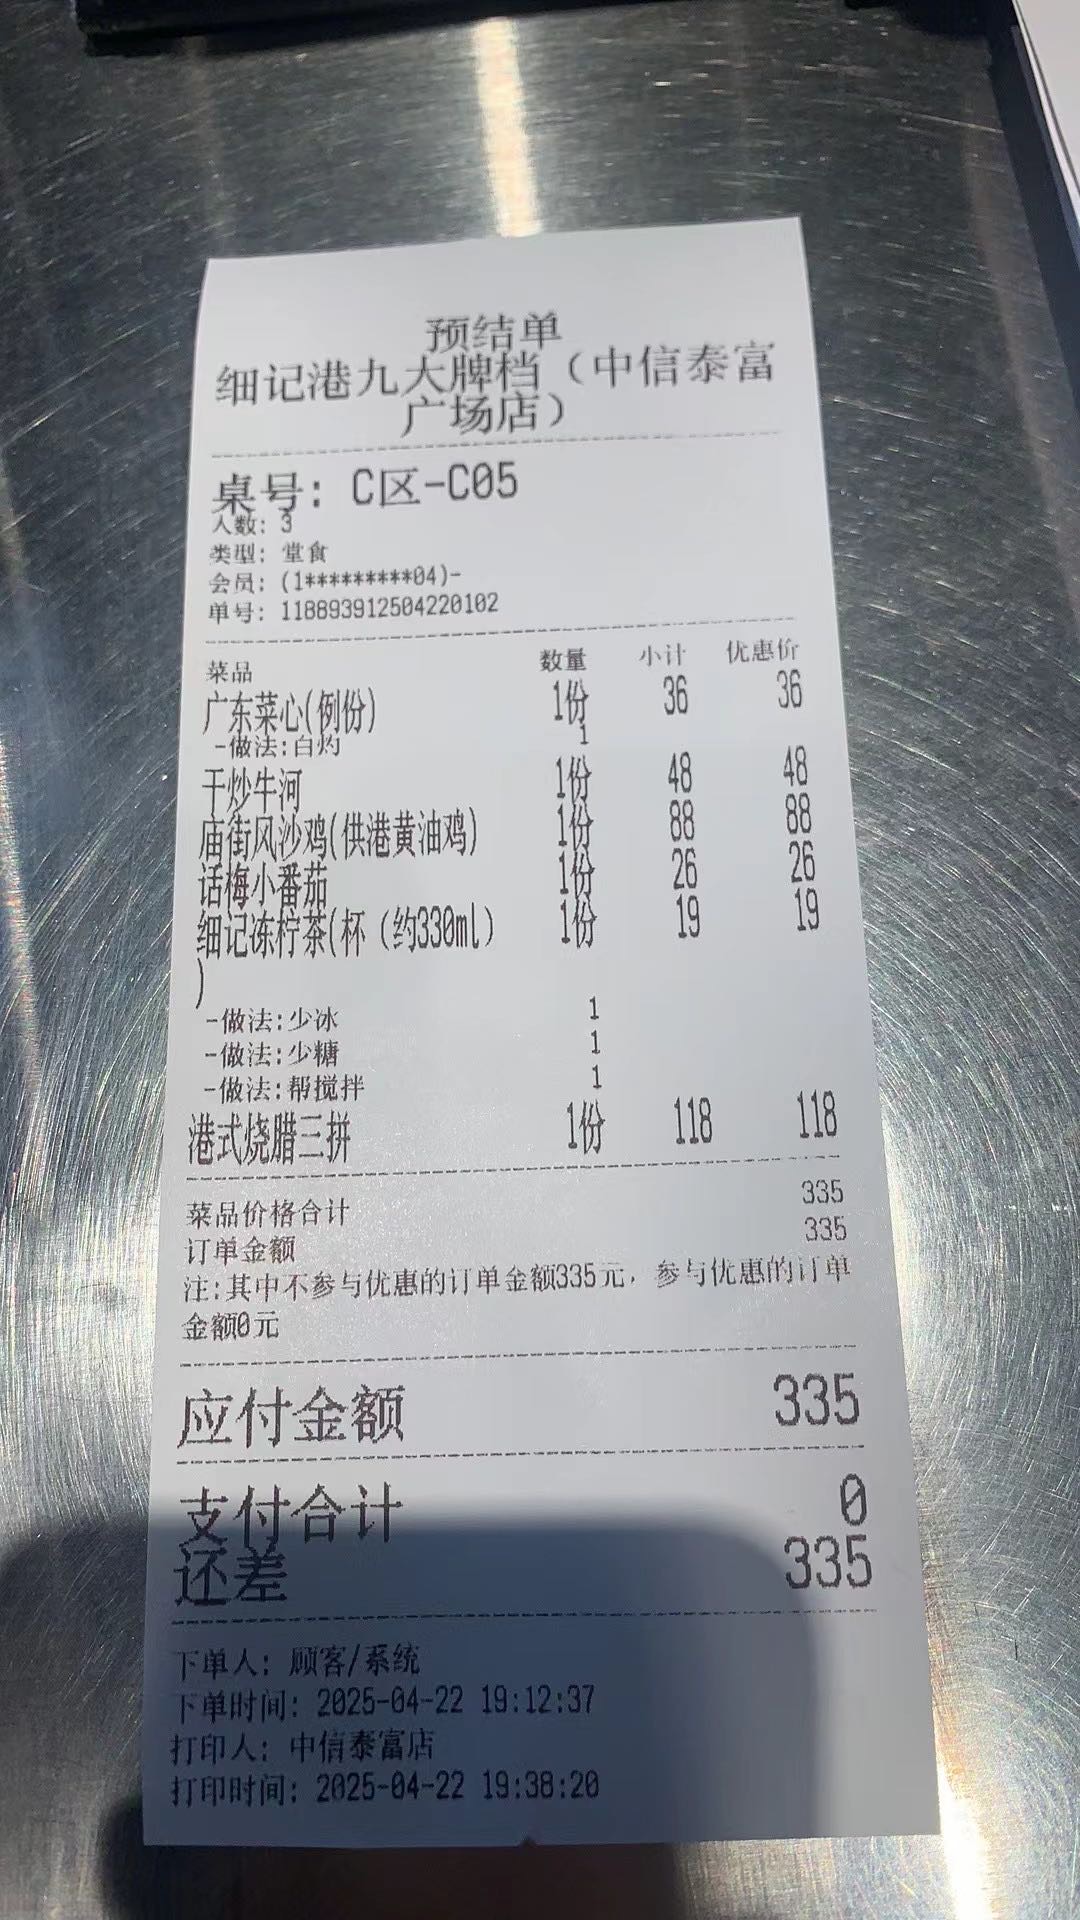 预结单
细记港九大牌档（中信泰富
广场店）
桌号: C区-C05
人数: 3
类型: 堂食
会员: (1*********04)-
单号: 118893912504220102
菜品 数量 小计 优惠价
广东菜心(例份) 1份 36 36
-做法:白灼 1
干炒牛河 1份 48 48
庙街风沙鸡(供港黄油鸡) 1份 88 88
话梅小番茄 1份 26 26
细记冻柠茶(杯（约330ml） 1份 19 19
)
-做法:少冰 1
-做法:少糖 1
-做法:帮搅拌 1
港式烧腊三拼 1份 118 118
菜品价格合计 335
订单金额 335
注:其中不参与优惠的订单金额335元，参与优惠的订单
金额0元
应付金额 335
支付合计 0
还差 335
下单人: 顾客/系统
下单时间: 2025-04-22 19:12:37
打印人: 中信泰富店
打印时间: 2025-04-22 19:38:20